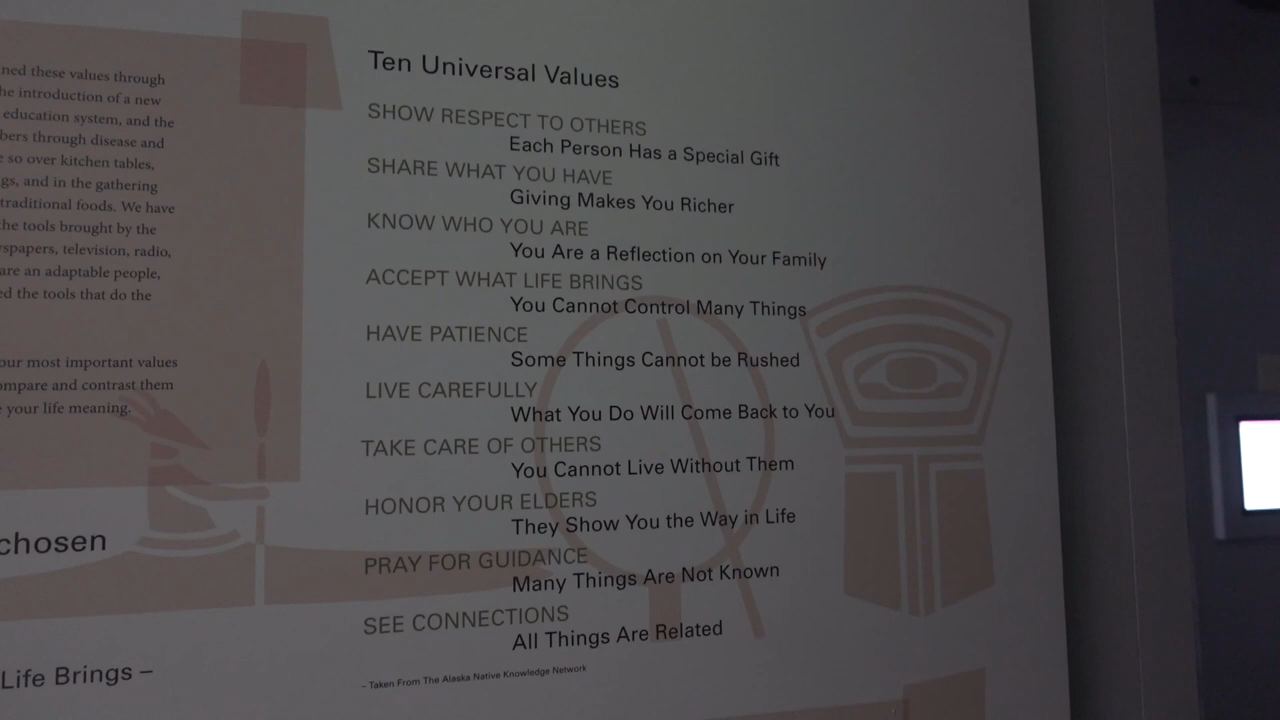 ned these values through
he introduction of a new
education system, and the
bers through disease and
so over kitchen tables,
gs, and in the gathering
traditional foods. We have
the tools brought by the
spapers, television, radio,
are an adaptable people,
ed the tools that do the
our most important values
ompare and contrast them
your life meaning.
chosen
Life Brings –
Ten Universal Values
SHOW RESPECT TO OTHERS
Each Person Has a Special Gift
SHARE WHAT YOU HAVE
Giving Makes You Richer
KNOW WHO YOU ARE
You Are a Reflection on Your Family
ACCEPT WHAT LIFE BRINGS
You Cannot Control Many Things
HAVE PATIENCE
Some Things Cannot be Rushed
LIVE CAREFULLY
What You Do Will Come Back to You
TAKE CARE OF OTHERS
You Cannot Live Without Them
HONOR YOUR ELDERS
They Show You the Way in Life
PRAY FOR GUIDANCE
Many Things Are Not Known
SEE CONNECTIONS
All Things Are Related
– Taken From The Alaska Native Knowledge Network